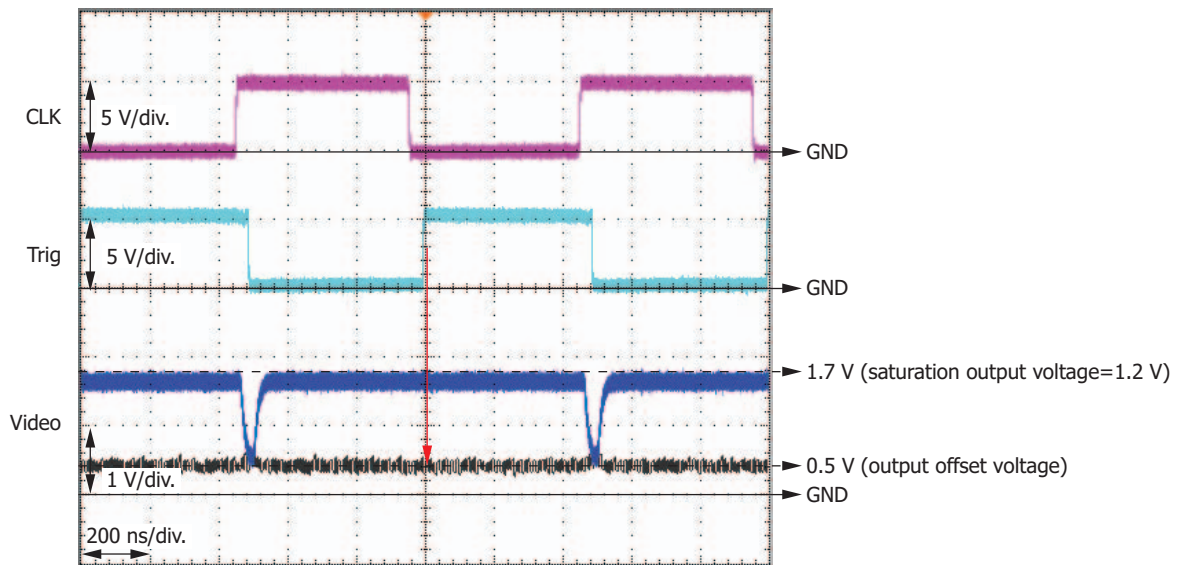 CLK
5 V/div.
GND
Trig
5 V/div.
GND
1.7 V (saturation output voltage=1.2 V)
Video
0.5 V (output offset voltage)
1 V/div.
GND
200 ns/div.